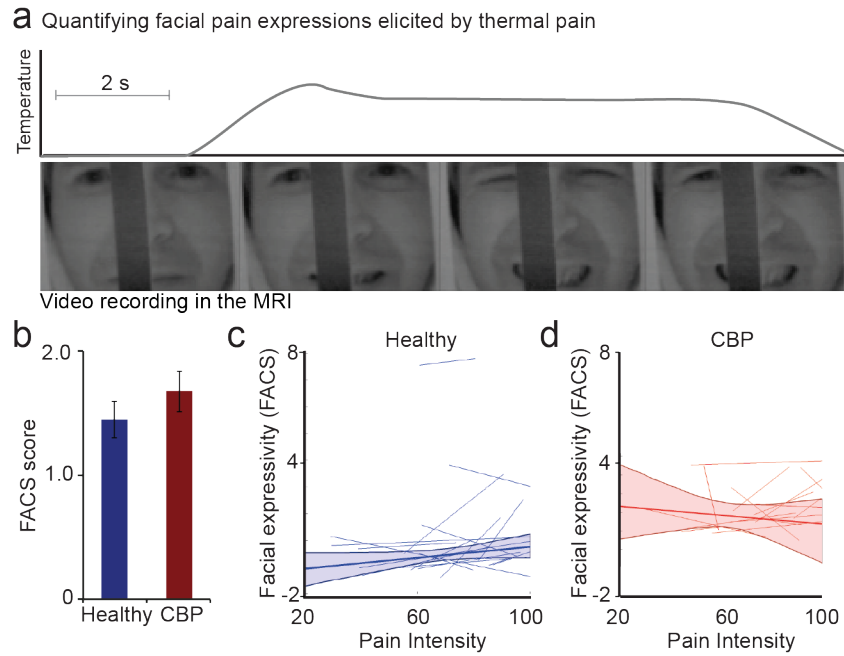 a Quantifying facial pain expressions elicited by thermal pain
Temperature
2 s
Video recording in the MRI
b
FACS score
2.0
1.0
0
Healthy CBP
c
Healthy
Facial expressivity (FACS)
8
4
-2
20 60 100
Pain Intensity
d
CBP
Facial expressivity (FACS)
8
4
-2
20 60 100
Pain Intensity